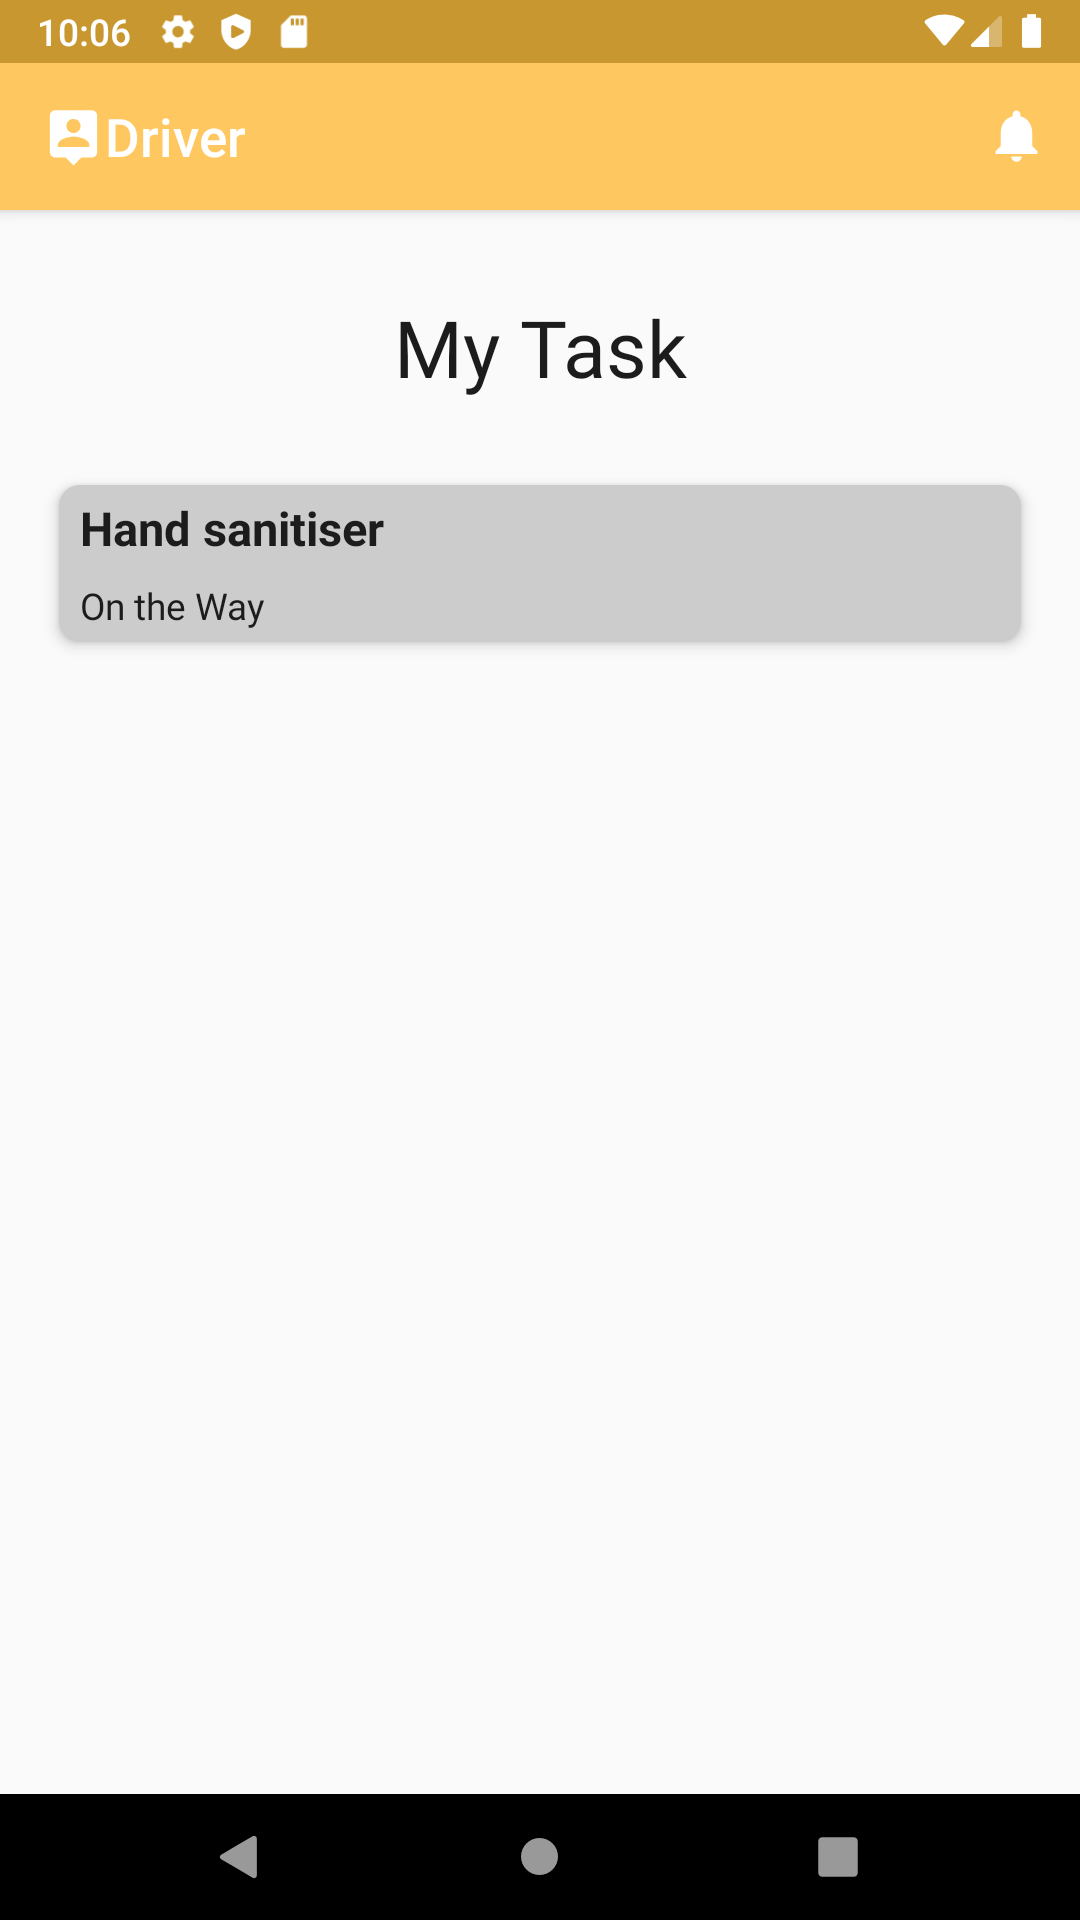 10:06
Driver
My Task
Hand sanitiser
On the Way